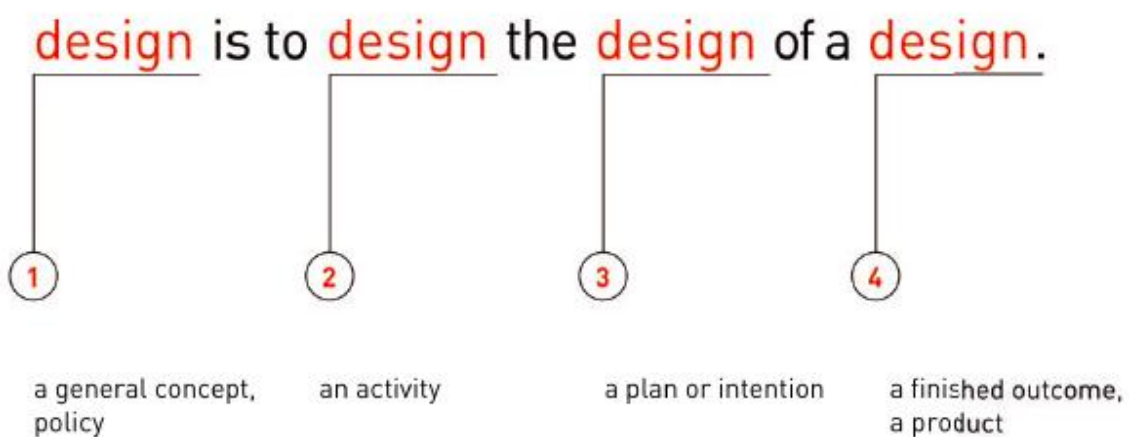 design is to design the design of a design.
1 2 3 4
a general concept, an activity a plan or intention a finished outcome,
policy a product